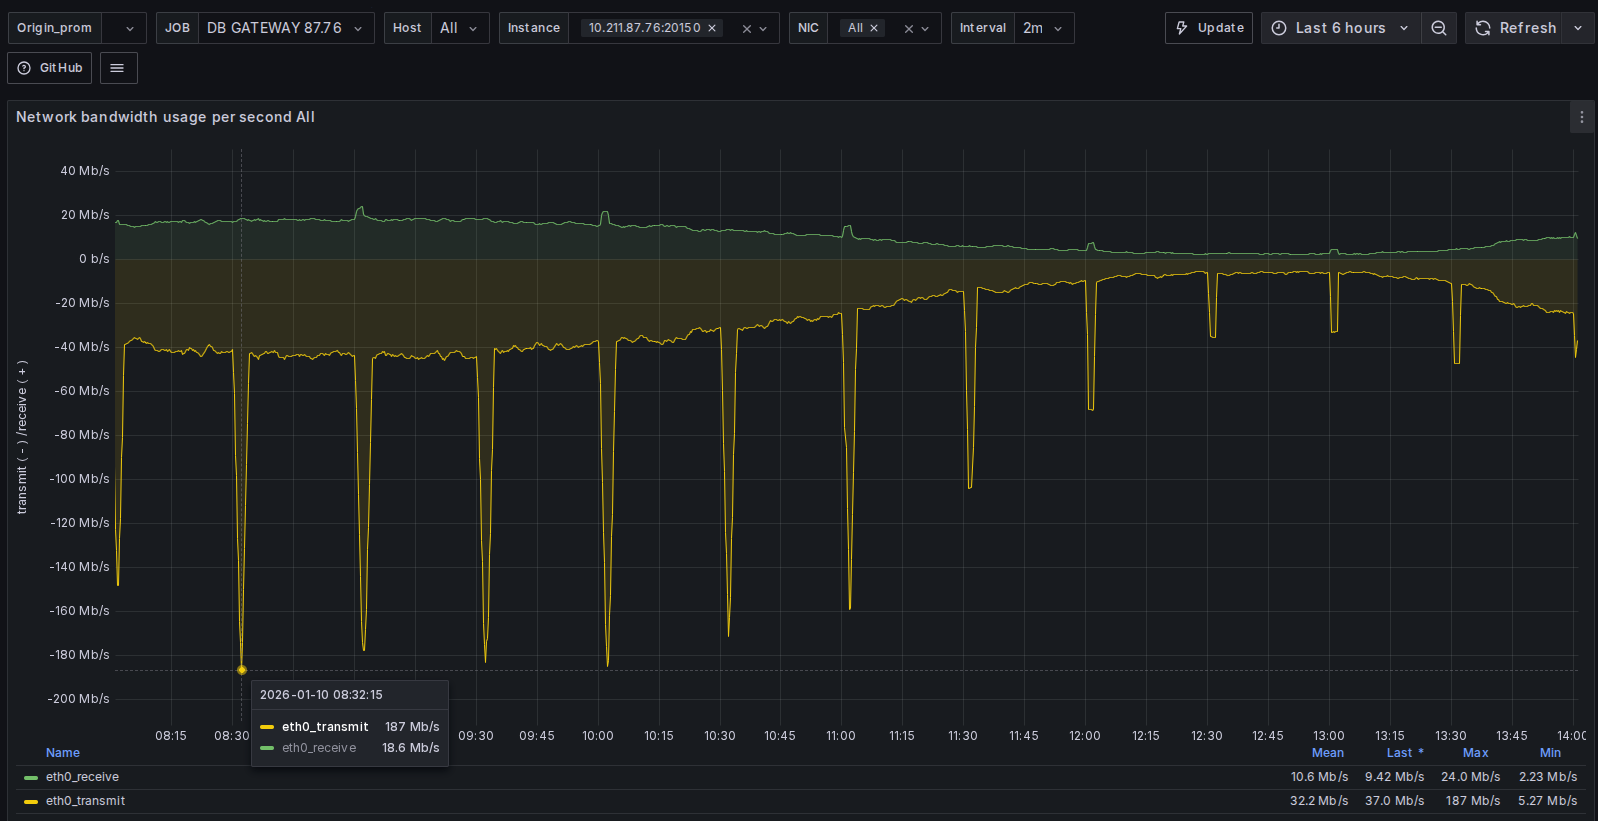 Origin_prom JOB DB GATEWAY 87.76 Host All Instance 10.211.87.76:20150 NIC All Interval 2m Update Last 6 hours Refresh
GitHub
Network bandwidth usage per second All
transmit ( - ) /receive ( + )
40 Mb/s
20 Mb/s
0 b/s
-20 Mb/s
-40 Mb/s
-60 Mb/s
-80 Mb/s
-100 Mb/s
-120 Mb/s
-140 Mb/s
-160 Mb/s
-180 Mb/s
-200 Mb/s
2026-01-10 08:32:15
eth0_transmit 187 Mb/s
eth0_receive 18.6 Mb/s
08:15 08:30 09:30 09:45 10:00 10:15 10:30 10:45 11:00 11:15 11:30 11:45 12:00 12:15 12:30 12:45 13:00 13:15 13:30 13:45 14:00
Name Mean Last * Max Min
eth0_receive 10.6 Mb/s 9.42 Mb/s 24.0 Mb/s 2.23 Mb/s
eth0_transmit 32.2 Mb/s 37.0 Mb/s 187 Mb/s 5.27 Mb/s